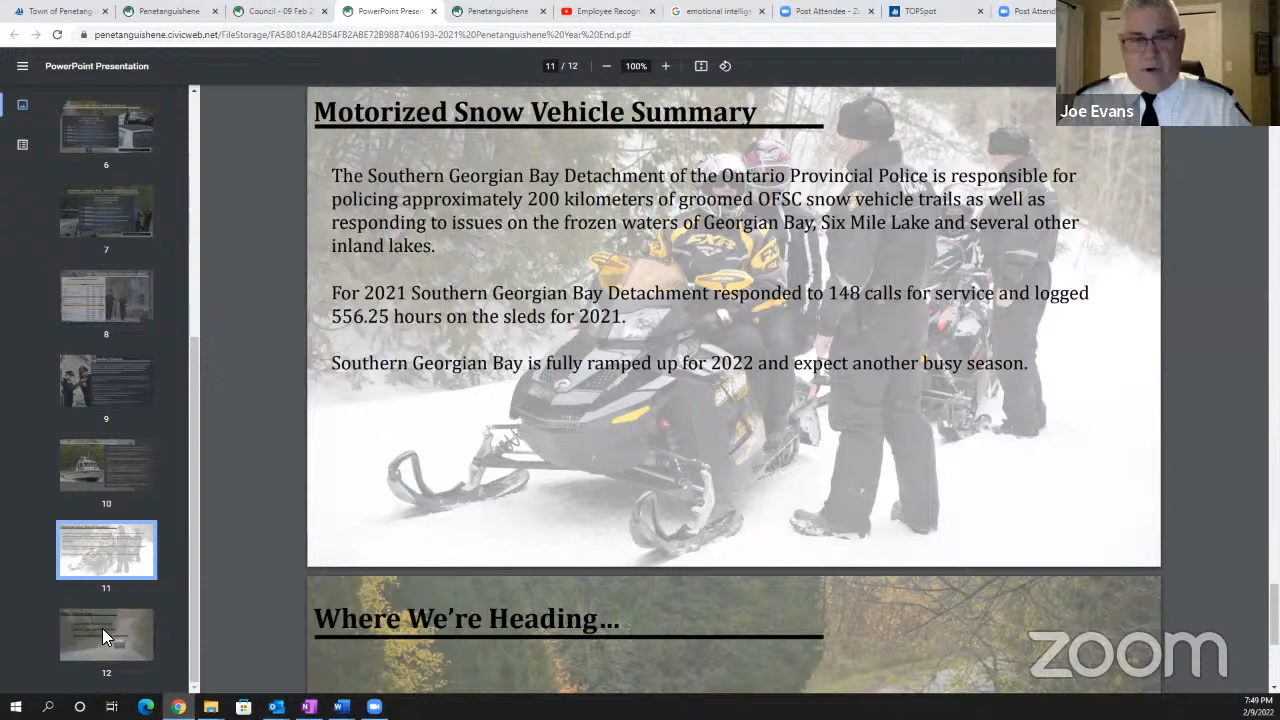 Town of Penetang
Penetanguishene
Council - 09 Feb 2
PowerPoint Presen
Penetanguishene
Employee Recogn
emotional intellig
Post Attendee - Z
TOPSpot
Post Attend
penetanguishene.civicweb.net/FileStorage/FA58018A42B54FB2AFE72B98B7406193-2021%20Penetanguishene%20Year%20End.pdf
PowerPoint Presentation
11 / 12
100%
Joe Evans
Motorized Snow Vehicle Summary
The Southern Georgian Bay Detachment of the Ontario Provincial Police is responsible for
policing approximately 200 kilometers of groomed OFSC snow vehicle trails as well as
responding to issues on the frozen waters of Georgian Bay, Six Mile Lake and several other
inland lakes.
For 2021 Southern Georgian Bay Detachment responded to 148 calls for service and logged
556.25 hours on the sleds for 2021.
Southern Georgian Bay is fully ramped up for 2022 and expect another busy season.
6
7
8
9
10
11
12
Where We're Heading...
zoom
7:49 PM
2/9/2022